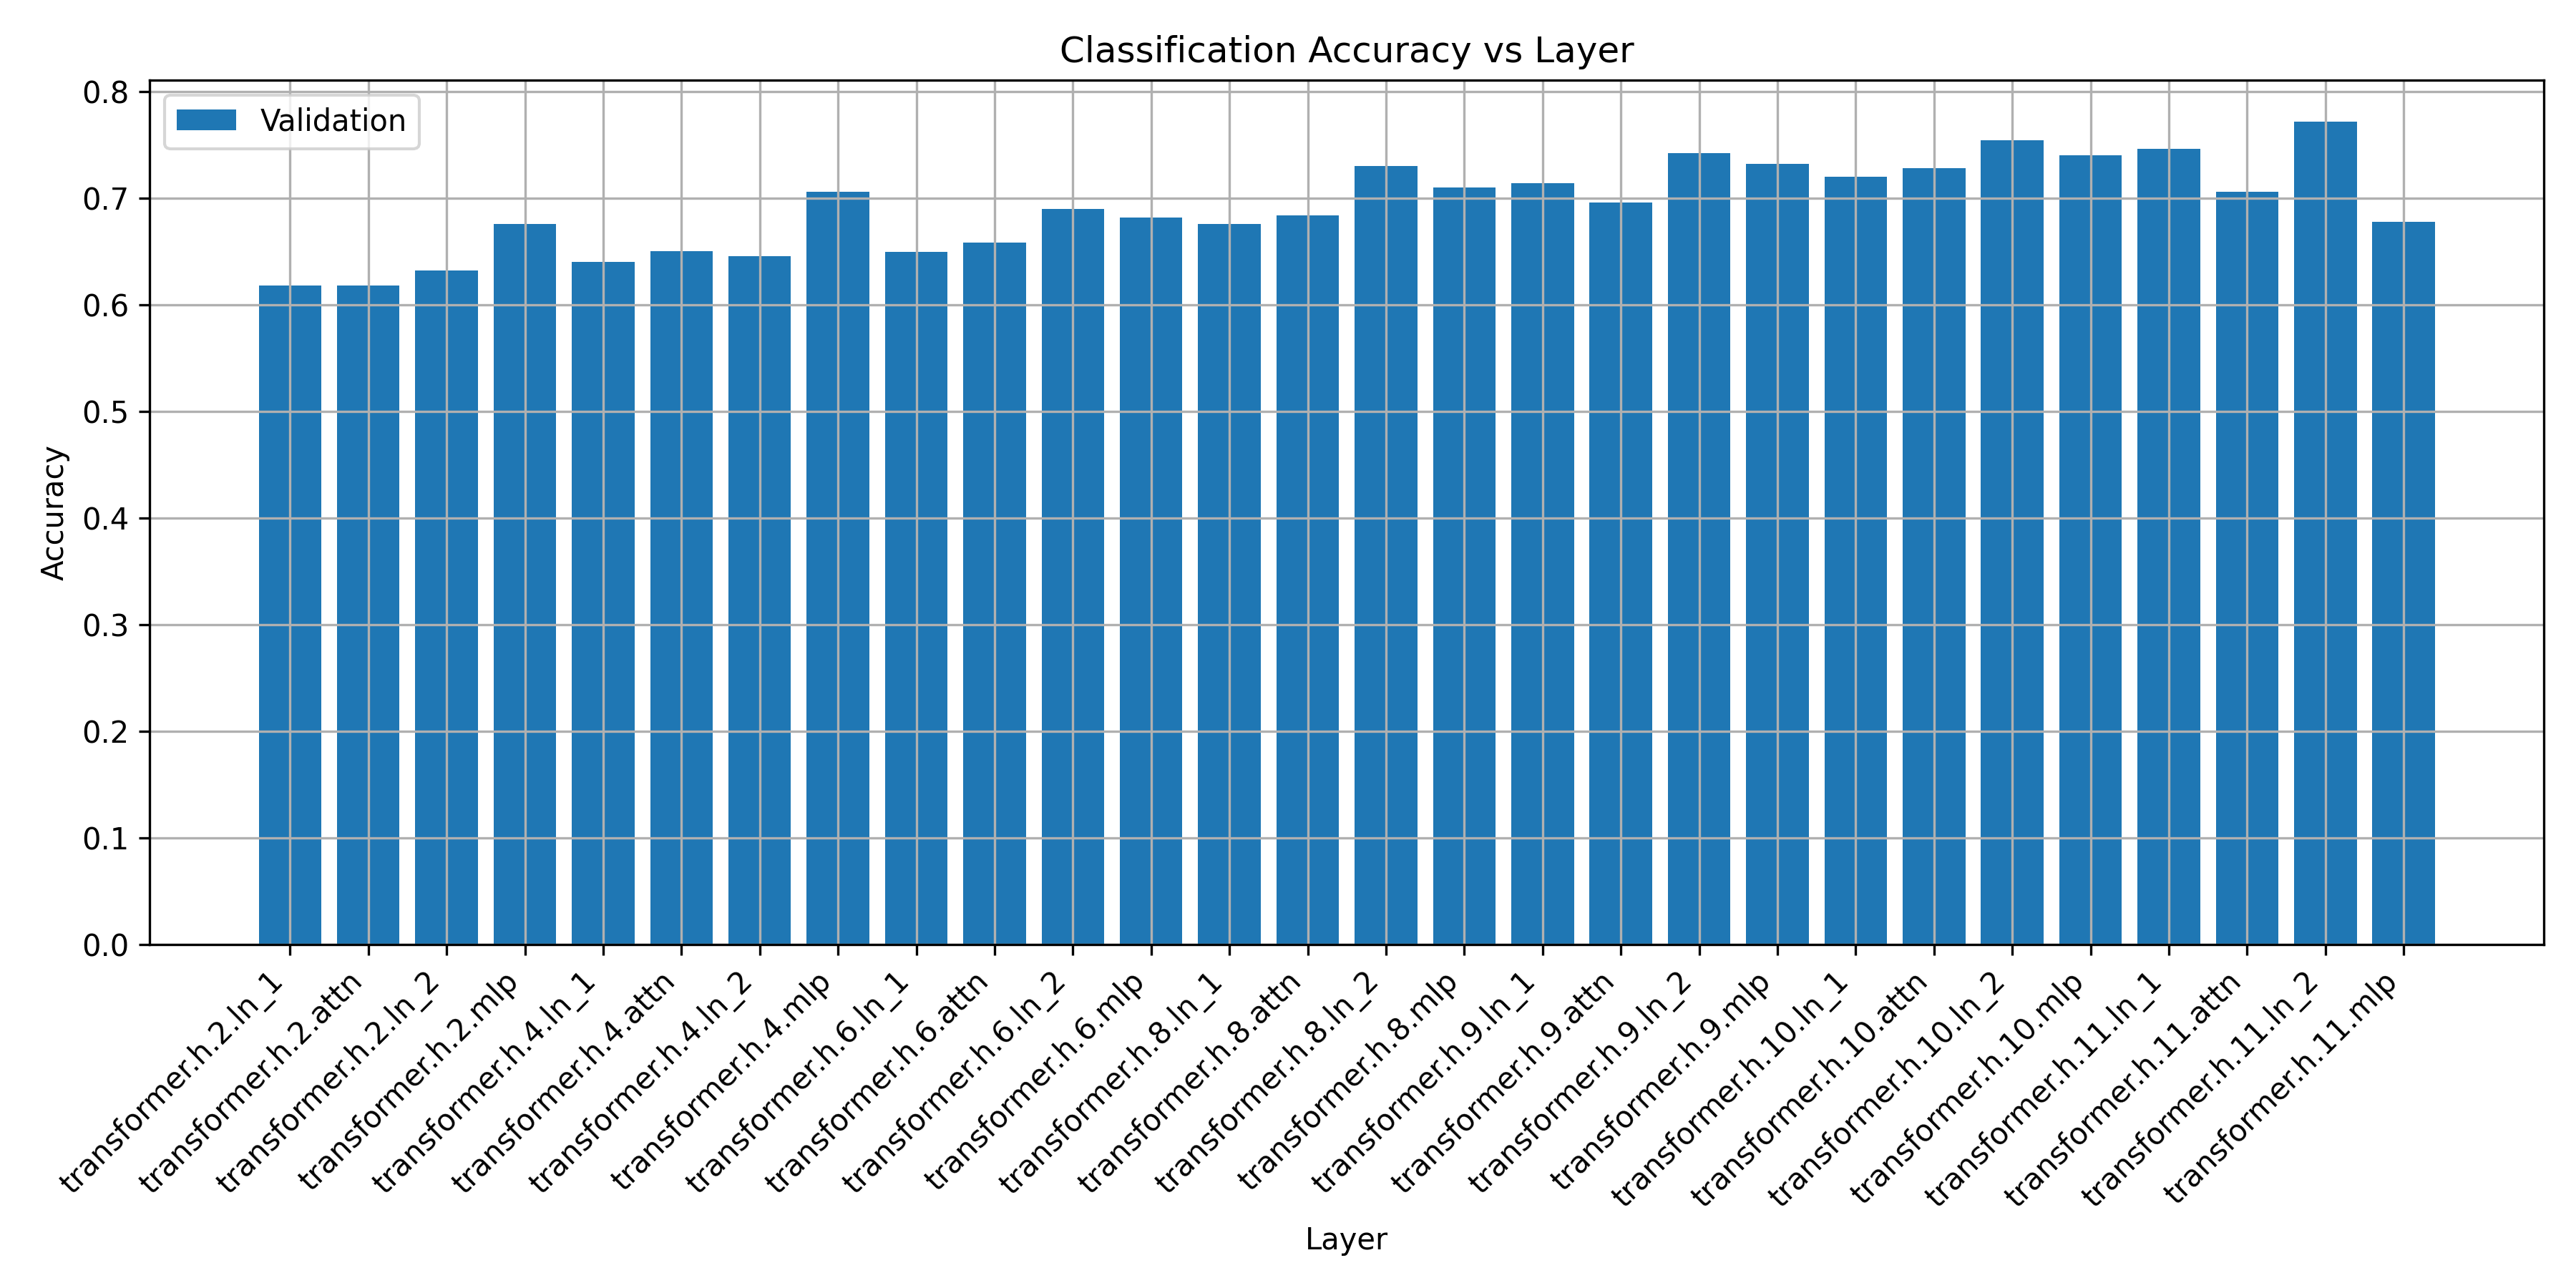 Classification Accuracy vs Layer
Validation
0.8
0.7
0.6
0.5
0.4
0.3
0.2
0.1
0.0
Accuracy
transformer.h.2.ln_1
transformer.h.2.attn
transformer.h.2.ln_2
transformer.h.2.mlp
transformer.h.4.ln_1
transformer.h.4.attn
transformer.h.4.ln_2
transformer.h.4.mlp
transformer.h.6.ln_1
transformer.h.6.attn
transformer.h.6.ln_2
transformer.h.6.mlp
transformer.h.8.ln_1
transformer.h.8.attn
transformer.h.8.ln_2
transformer.h.8.mlp
transformer.h.9.ln_1
transformer.h.9.attn
transformer.h.9.ln_2
transformer.h.9.mlp
transformer.h.10.ln_1
transformer.h.10.attn
transformer.h.10.ln_2
transformer.h.10.mlp
transformer.h.11.ln_1
transformer.h.11.attn
transformer.h.11.ln_2
transformer.h.11.mlp
Layer